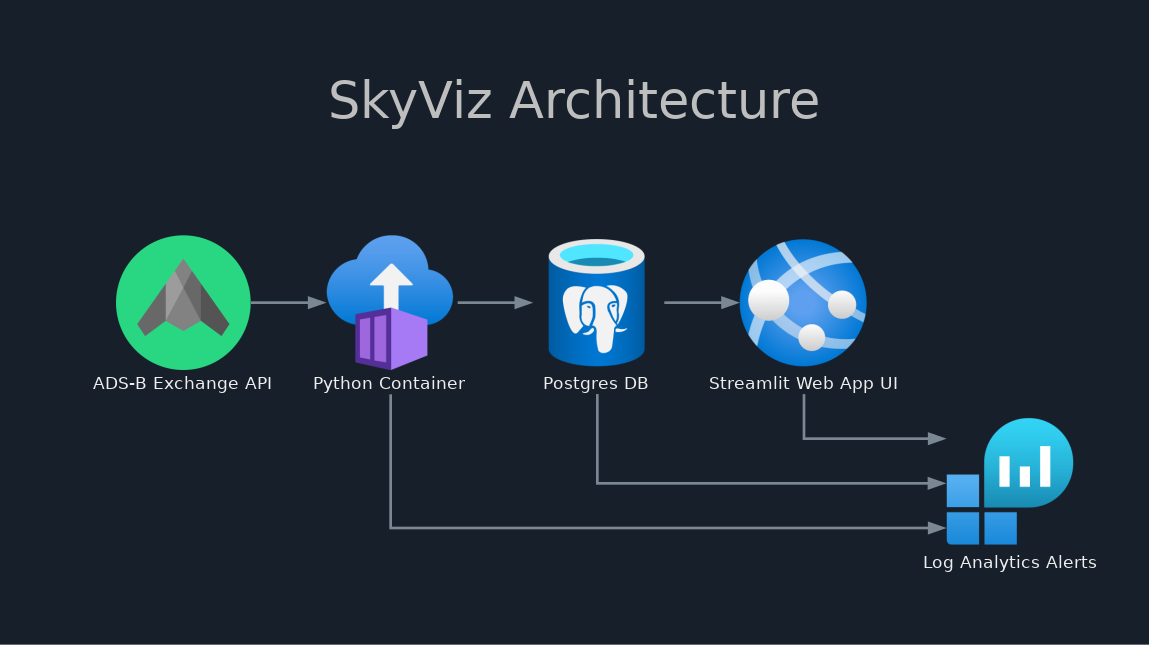 SkyViz Architecture
ADS-B Exchange API
Python Container
Postgres DB
Streamlit Web App UI
Log Analytics Alerts